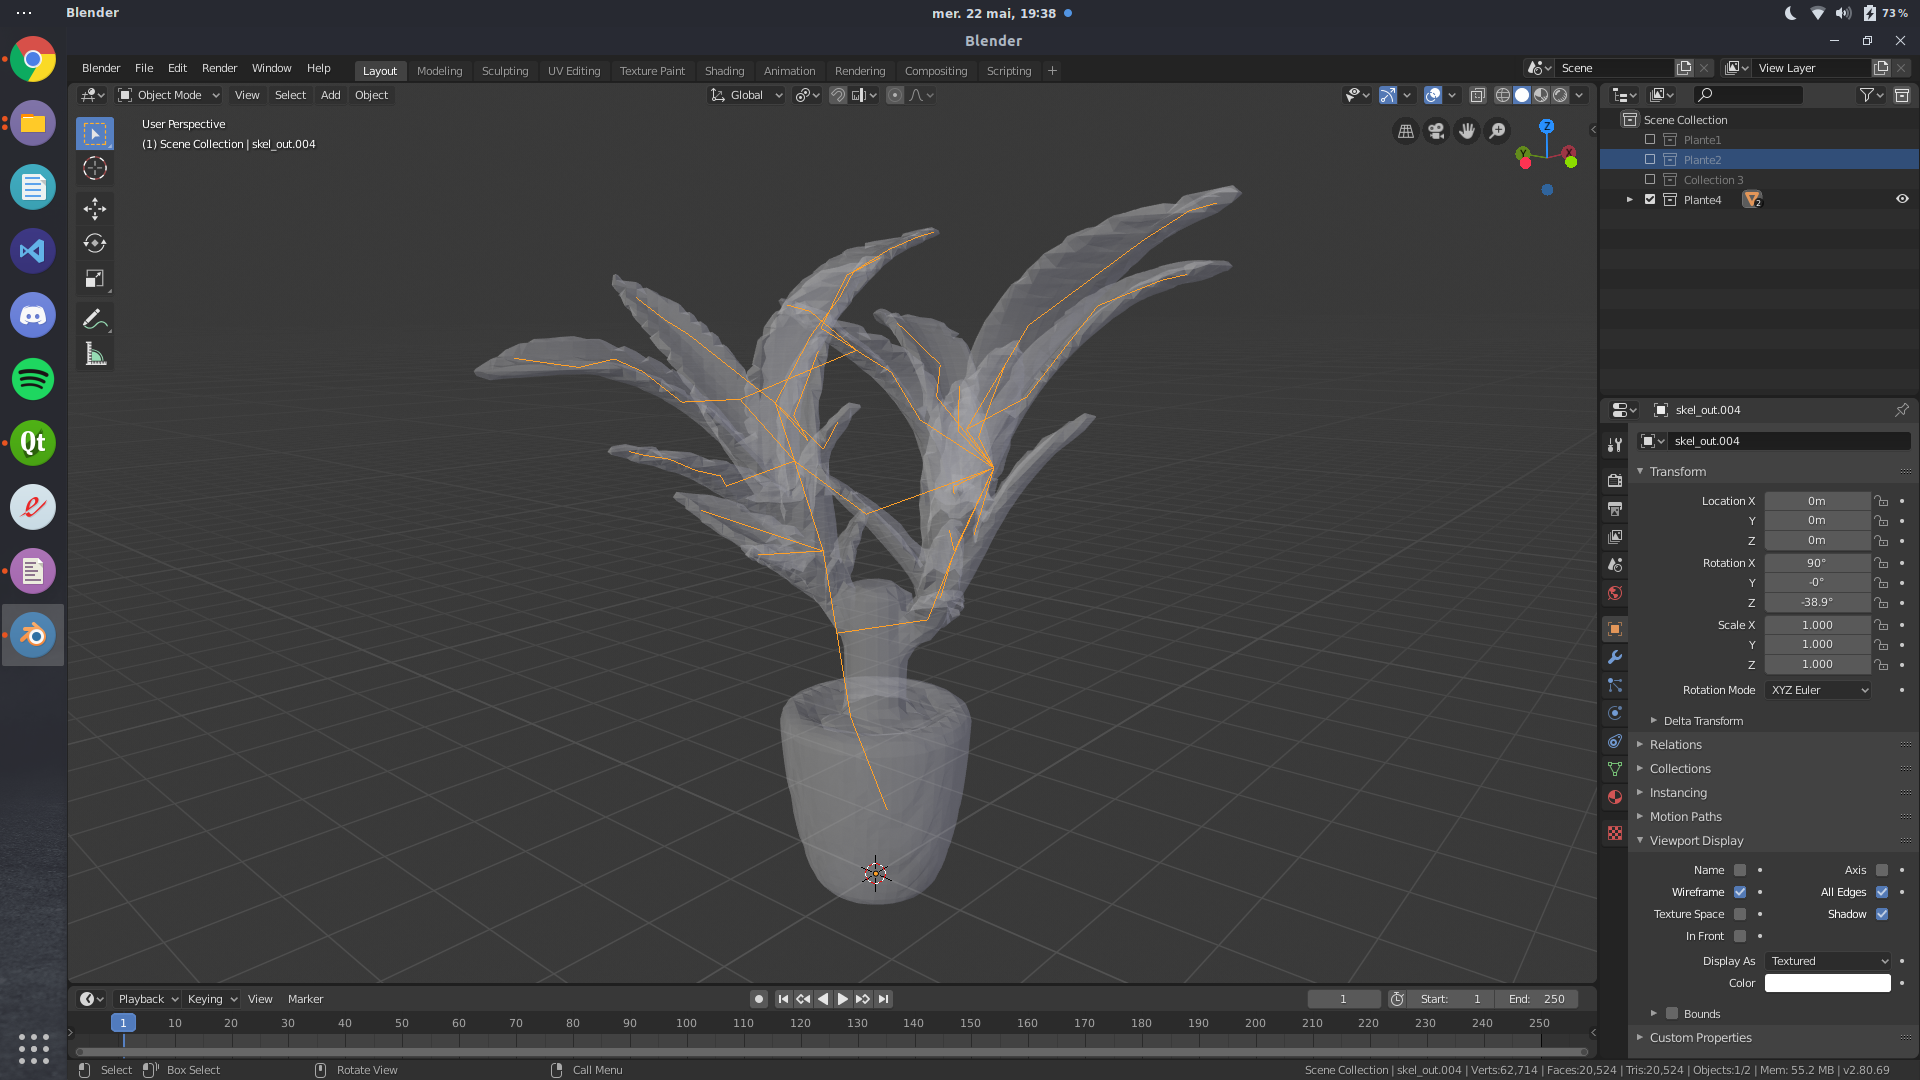 Blender
mer. 22 mai, 19:38
73 %
Blender
Blender File Edit Render Window Help
Layout Modeling Sculpting UV Editing Texture Paint Shading Animation Rendering Compositing Scripting +
Scene
View Layer
Object Mode View Select Add Object
Global
User Perspective
(1) Scene Collection | skel_out.004
Z
Y
X
Scene Collection
Plante1
Plante2
Collection 3
Plante4
2
skel_out.004
skel_out.004
Transform
Location X 0m
Y 0m
Z 0m
Rotation X 90°
Y -0°
Z -38.9°
Scale X 1.000
Y 1.000
Z 1.000
Rotation Mode XYZ Euler
Delta Transform
Relations
Collections
Instancing
Motion Paths
Viewport Display
Name Axis
Wireframe All Edges
Texture Space Shadow
In Front
Display As Textured
Color
Bounds
Custom Properties
Qt
Playback Keying View Marker
1 Start: 1 End: 250
1 10 20 30 40 50 60 70 80 90 100 110 120 130 140 150 160 170 180 190 200 210 220 230 240 250
Select Box Select Rotate View Call Menu
Scene Collection | skel_out.004 | Verts:62,714 | Faces:20,524 | Tris:20,524 | Objects:1/2 | Mem: 55.2 MB | v2.80.69